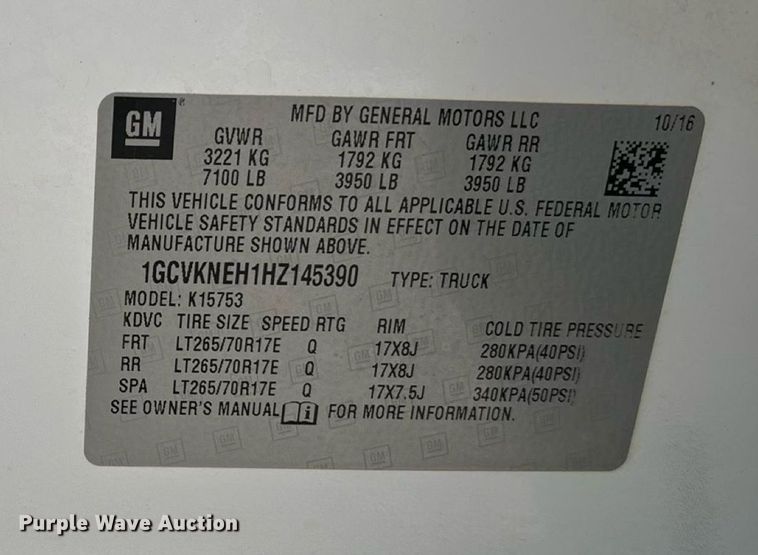 GM
MFD BY GENERAL MOTORS LLC
10/16
GVWR GAWR FRT GAWR RR
3221 KG 1792 KG 1792 KG
7100 LB 3950 LB 3950 LB
THIS VEHICLE CONFORMS TO ALL APPLICABLE U.S. FEDERAL MOTOR
VEHICLE SAFETY STANDARDS IN EFFECT ON THE DATE OF
MANUFACTURE SHOWN ABOVE.
1GCVKNEH1HZ145390 TYPE: TRUCK
MODEL: K15753
KDVC TIRE SIZE SPEED RTG RIM COLD TIRE PRESSURE
FRT LT265/70R17E Q 17X8J 280KPA(40PSI)
RR LT265/70R17E Q 17X8J 280KPA(40PSI)
SPA LT265/70R17E Q 17X7.5J 340KPA(50PSI)
SEE OWNER'S MANUAL i FOR MORE INFORMATION.
Purple Wave Auction